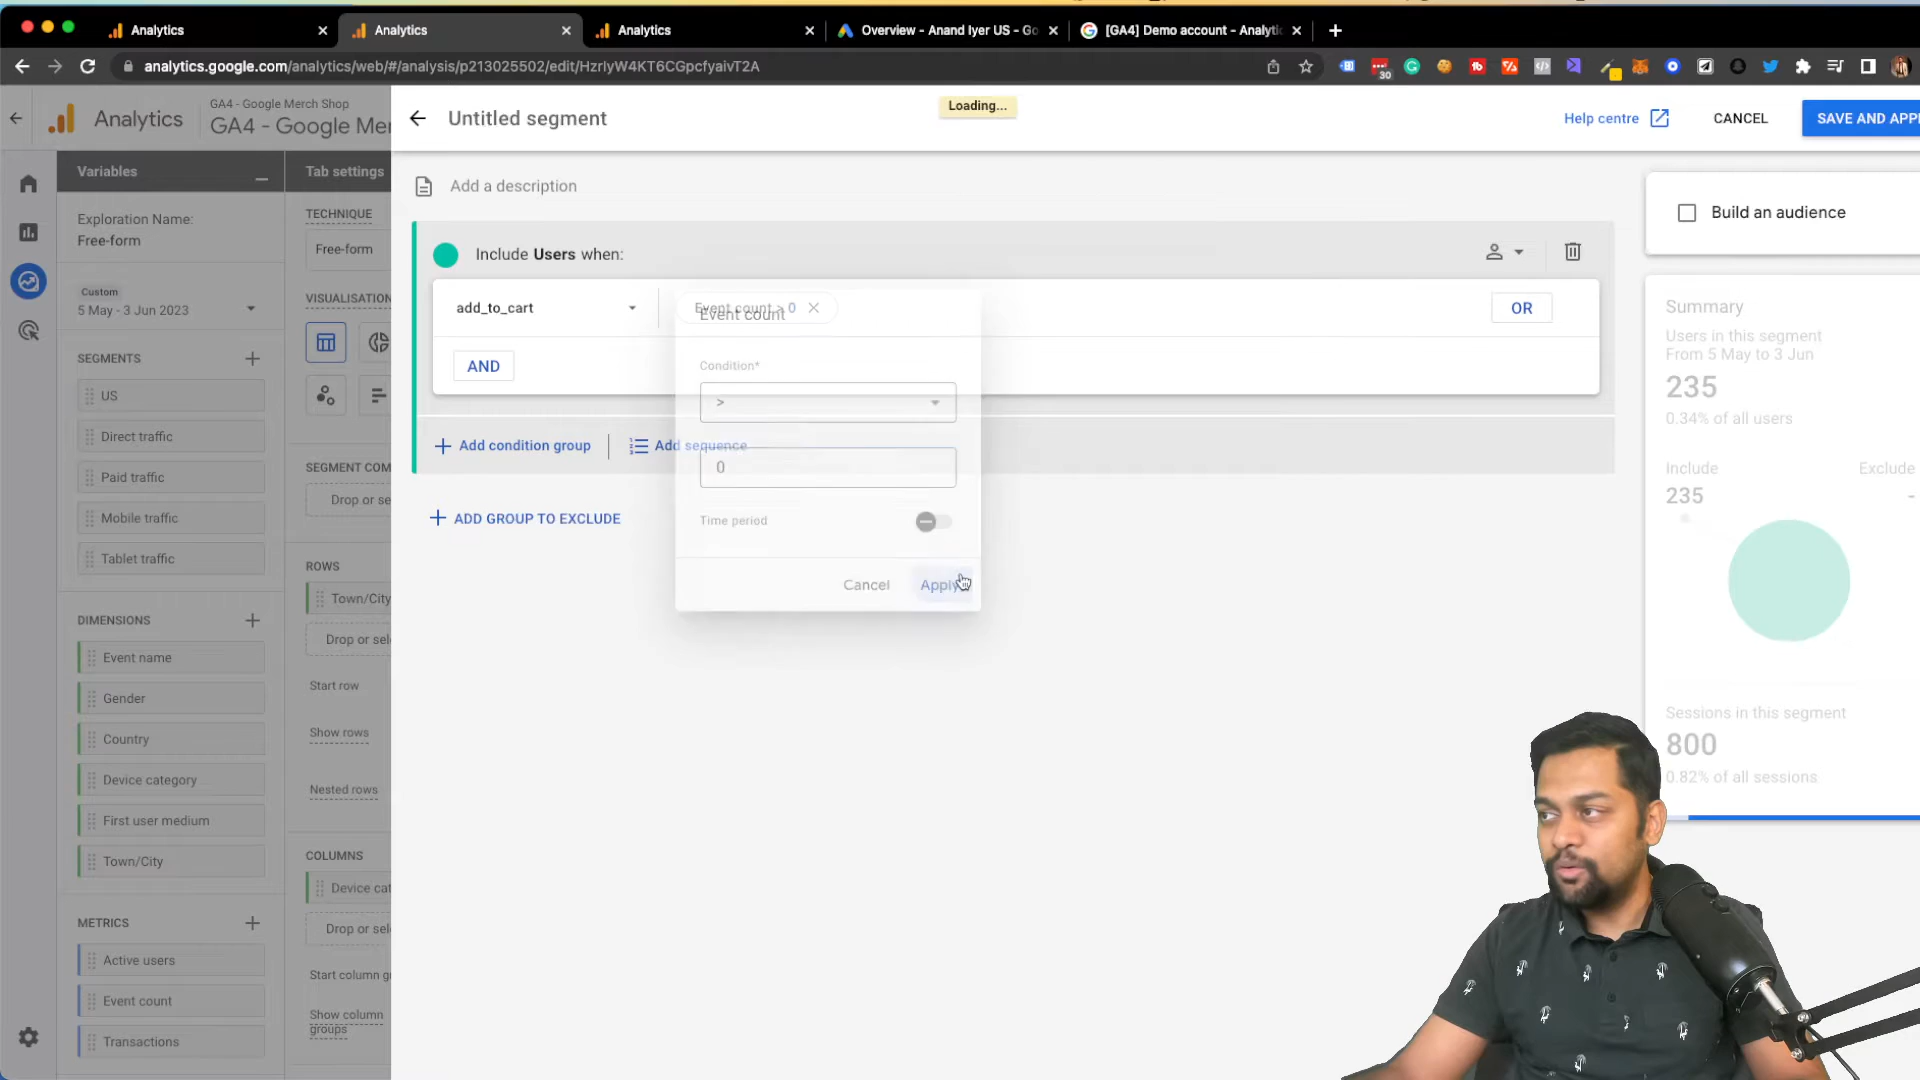 Analytics
Analytics
Analytics
Overview - Anand Iyer US - Go
[GA4] Demo account - Analytic
analytics.google.com/analytics/web/#/analysis/p213025502/edit/HzrlyW4KT6CGpcfyaivT2A
30
Analytics
GA4 - Google Merch Shop
GA4 - Google Mer
Untitled segment
Loading...
Help centre
CANCEL
SAVE AND APP
Variables
Tab settings
Add a description
Build an audience
Exploration Name:
Free-form
TECHNIQUE
Free-form
Include Users when:
Custom
5 May - 3 Jun 2023
VISUALISATION
add_to_cart
Event count > 0
Event count
OR
Summary
Users in this segment
From 5 May to 3 Jun
235
0.34% of all users
SEGMENTS
US
Direct traffic
Paid traffic
Mobile traffic
Tablet traffic
AND
Condition*
>
Add condition group
Add sequence
0
SEGMENT COM
Drop or se
Include
235
Exclude
-
ADD GROUP TO EXCLUDE
Time period
Cancel
Apply
ROWS
Town/City
Drop or sel
Start row
Show rows
Nested rows
DIMENSIONS
Event name
Gender
Country
Device category
First user medium
Town/City
Sessions in this segment
800
0.82% of all sessions
COLUMNS
Device cat
Drop or sel
Start column g
Show column
groups
METRICS
Active users
Event count
Transactions